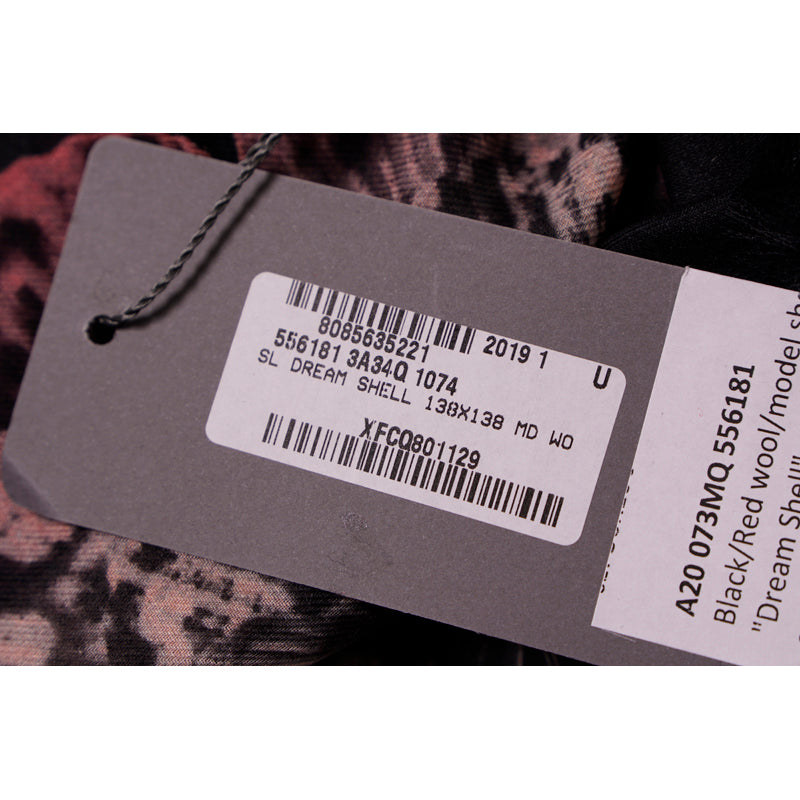 8085635221 2019 1 U
556181 3A34Q 1074
SL DREAM SHELL 138X138 MD WO
XFCQ801129
A20 073MQ 556181
Black/Red wool/model
"Dream Shell"